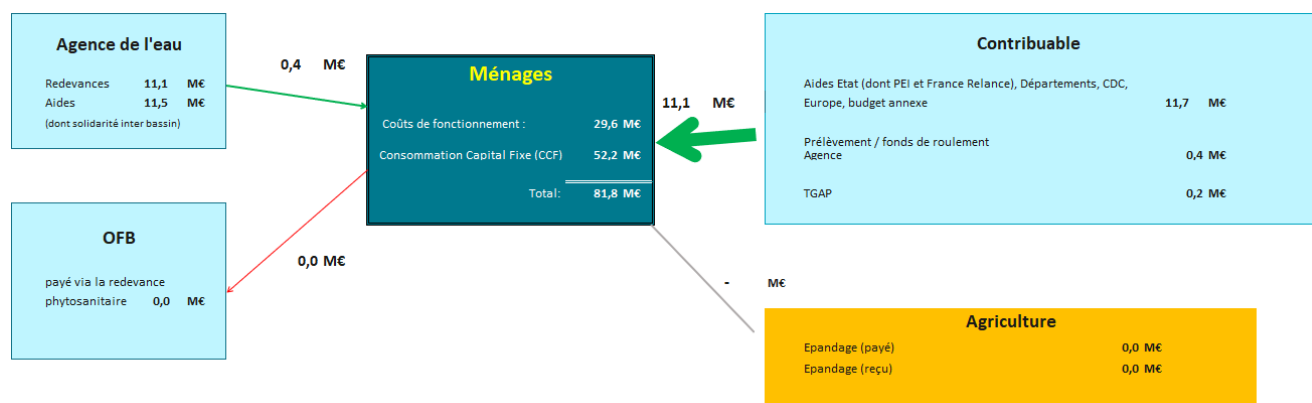 Agence de l'eau
Redevances 11,1 M€
Aides 11,5 M€
(dont solidarité inter bassin)
0,4 M€
Ménages
Coûts de fonctionnement : 29,6 M€
Consommation Capital Fixe (CCF) 52,2 M€
Total: 81,8 M€
11,1 M€
Contribuable
Aides Etat (dont PEI et France Relance), Départements, CDC,
Europe, budget annexe 11,7 M€
Prélèvement / fonds de roulement
Agence 0,4 M€
TGAP 0,2 M€
OFB
payé via la redevance
phytosanitaire 0,0 M€
0,0 M€
- M€
Agriculture
Epandage (payé) 0,0 M€
Epandage (reçu) 0,0 M€